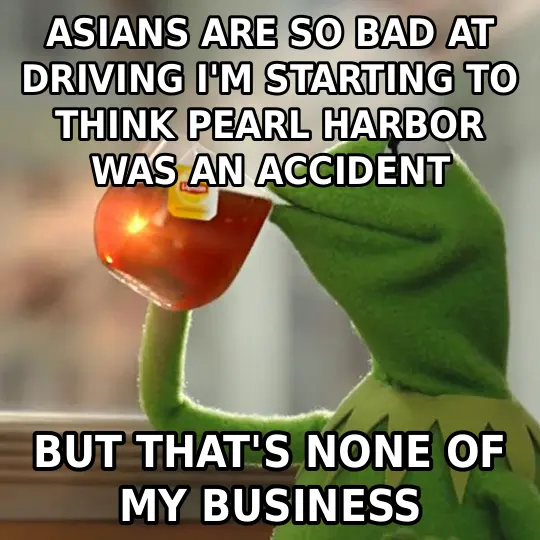 ASIANS ARE SO BAD AT
DRIVING I'M STARTING TO
THINK PEARL HARBOR
WAS AN ACCIDENT
Lipton
BUT THAT'S NONE OF
MY BUSINESS